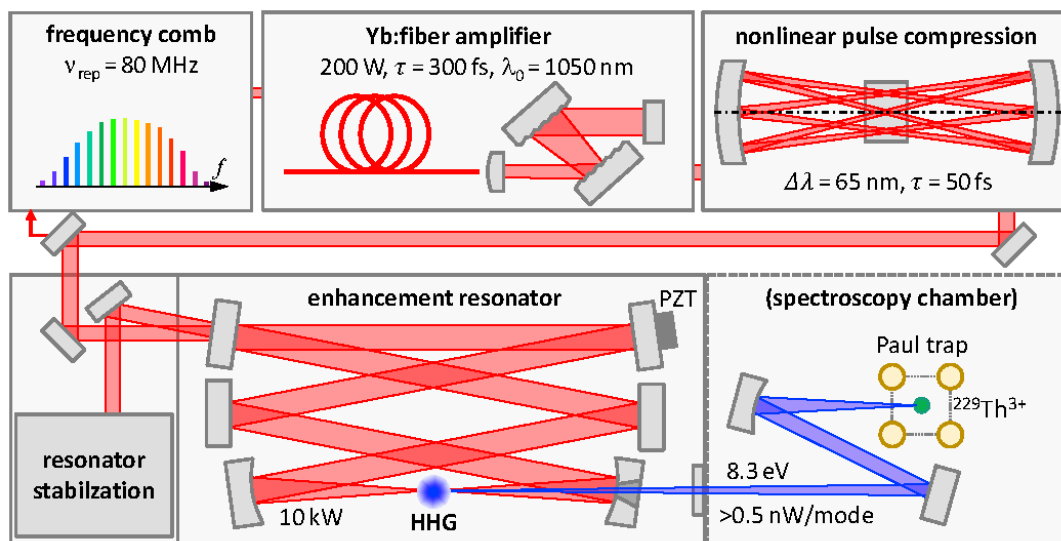 frequency comb
νrep = 80 MHz
f
Yb:fiber amplifier
200 W, τ = 300 fs, λ0 = 1050 nm
nonlinear pulse compression
Δλ = 65 nm, τ = 50 fs
enhancement resonator
PZT
(spectroscopy chamber)
Paul trap
229Th3+
resonator
stabilzation
10 kW
HHG
8.3 eV
>0.5 nW/mode